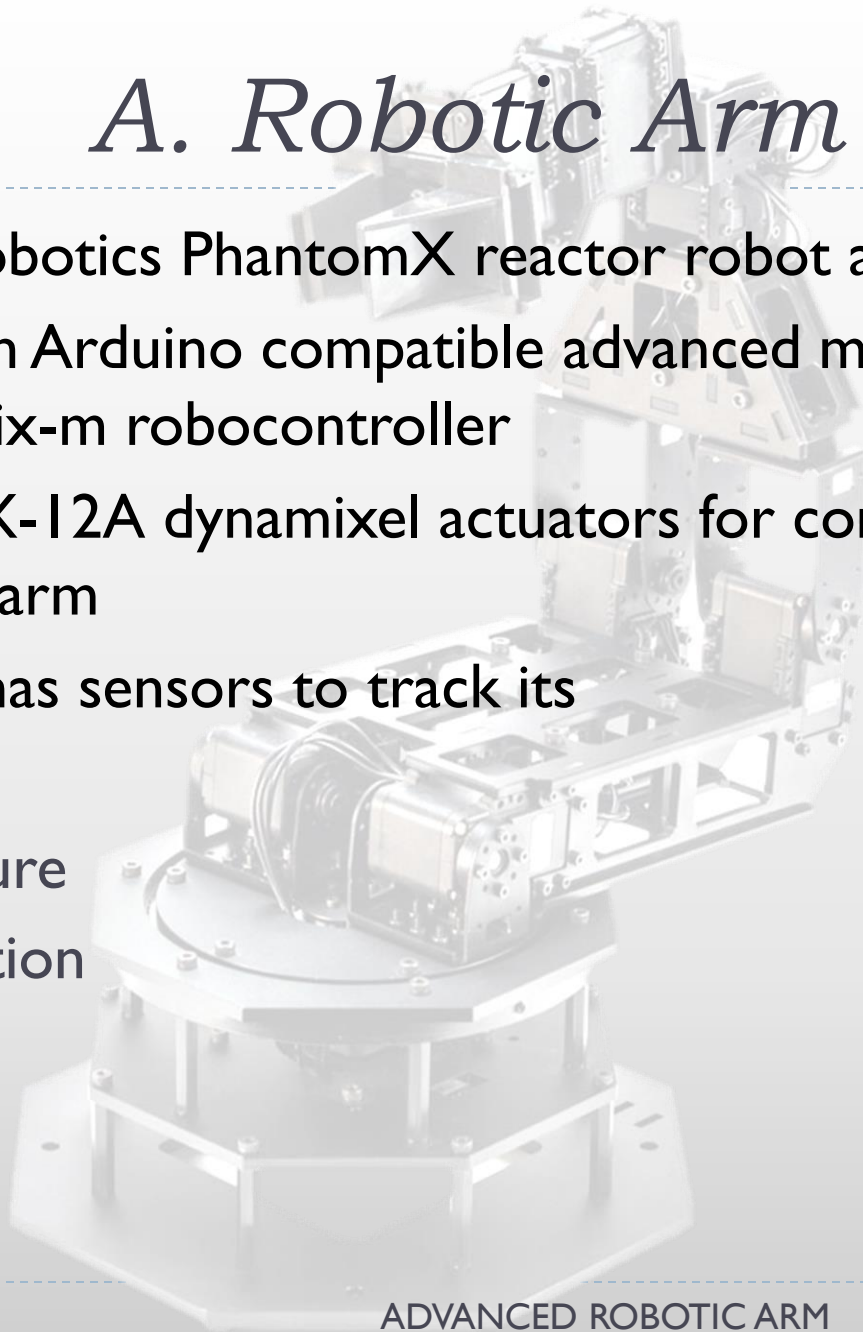 A. Robotic Arm
obotics PhantomX reactor robot a
n Arduino compatible advanced m
ix-m robocontroller
X-12A dynamixel actuators for con
arm
has sensors to track its
ure
tion
ADVANCED ROBOTIC ARM